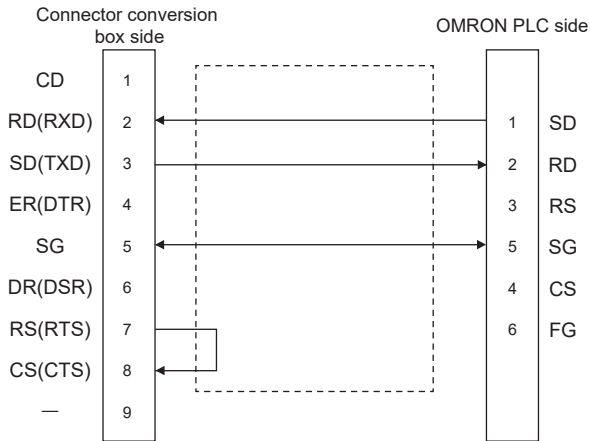 Connector conversion
box side
OMRON PLC side
CD 1
RD(RXD) 2 1 SD
SD(TXD) 3 2 RD
ER(DTR) 4 3 RS
SG 5 5 SG
DR(DSR) 6 4 CS
RS(RTS) 7 6 FG
CS(CTS) 8
— 9